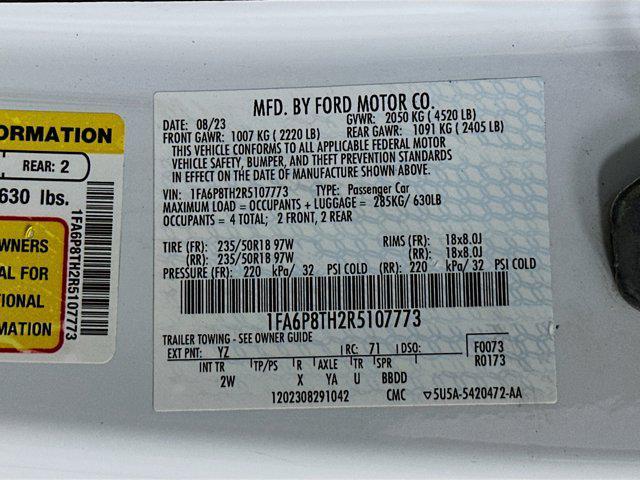 ORMATION
REAR: 2
630 lbs.
WNERS
AL FOR
TIONAL
MATION
1FA6P8TH2R5107773
MFD. BY FORD MOTOR CO.
DATE: 08/23 GVWR: 2050 KG ( 4520 LB)
FRONT GAWR: 1007 KG ( 2220 LB) REAR GAWR: 1091 KG ( 2405 LB)
THIS VEHICLE CONFORMS TO ALL APPLICABLE FEDERAL MOTOR
VEHICLE SAFETY, BUMPER, AND THEFT PREVENTION STANDARDS
IN EFFECT ON THE DATE OF MANUFACTURE SHOWN ABOVE.
VIN: 1FA6P8TH2R5107773 TYPE: Passenger Car
MAXIMUM LOAD = OCCUPANTS + LUGGAGE = 285KG/ 630LB
OCCUPANTS = 4 TOTAL; 2 FRONT, 2 REAR
TIRE (FR): 235/50R18 97W RIMS (FR): 18x8.0J
(RR): 235/50R18 97W (RR): 18x8.0J
PRESSURE (FR): 220 kPa/ 32 PSI COLD (RR): 220 kPa/ 32 PSI COLD
1FA6P8TH2R5107773
TRAILER TOWING - SEE OWNER GUIDE
EXT PNT: YZ RC: 71 DSO: F0073
INT TR TP/PS R AXLE TR SPR R0173
2W X YA U BBDD
1202308291042 CMC 5U5A-5420472-AA